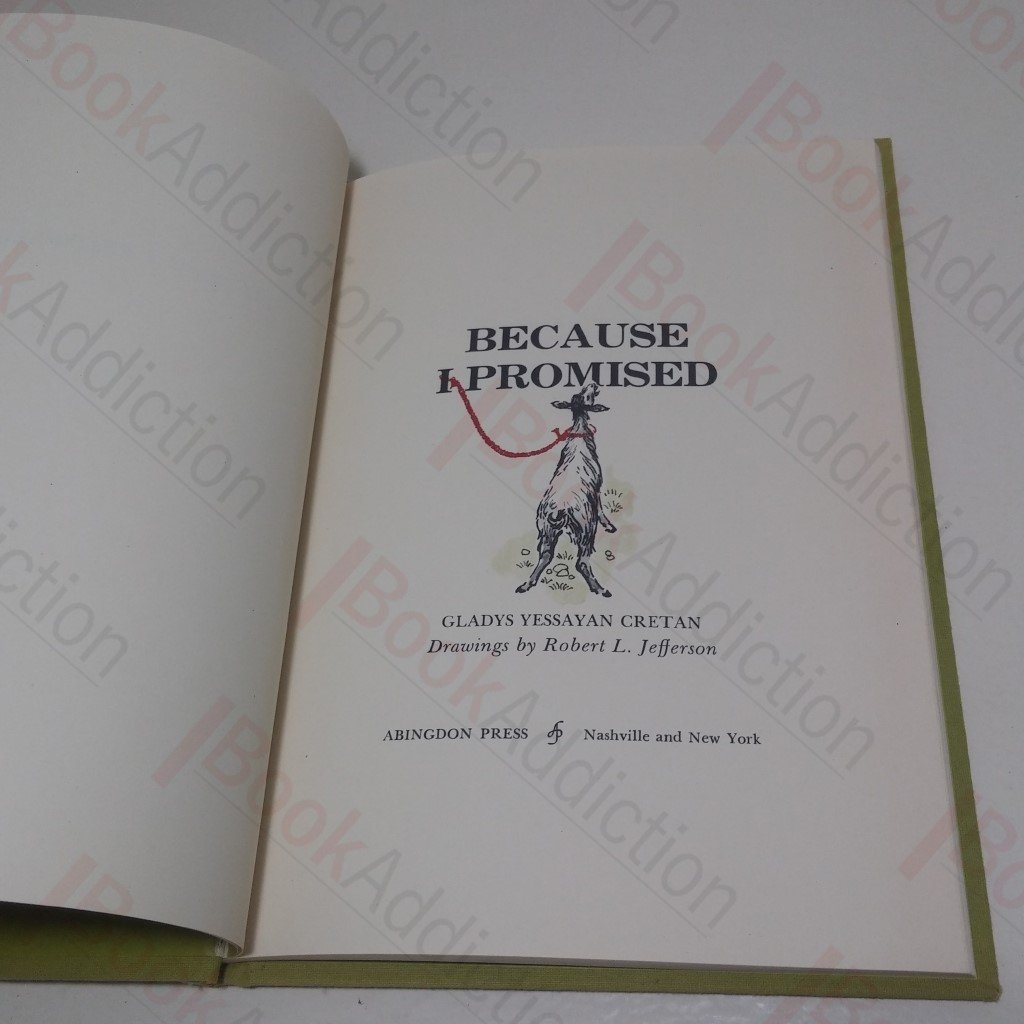 BECAUSE
I PROMISED
GLADYS YESSAYAN CRETAN
Drawings by Robert L. Jefferson
ABINGDON PRESS Nashville and New York
BookAddiction